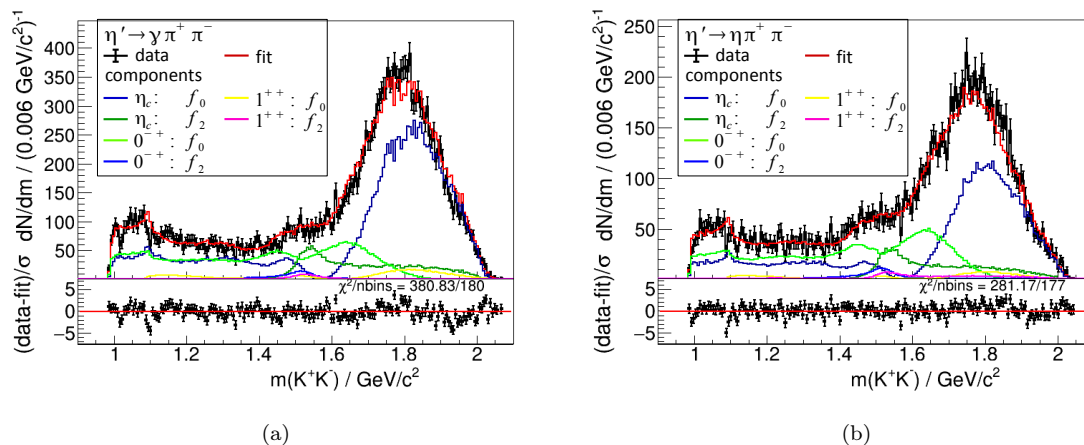 η′→γπ⁺ π⁻
data
fit
components
η_c: f_0
1⁺⁺: f_0
η_c: f_2
1⁺⁺: f_2
0⁻⁺: f_0
0⁻⁺: f_2
dN/dm / (0.006 GeV/c²)⁻¹
400
350
300
250
200
150
100
50
χ²/nbins = 380.83/180
(data-fit)/σ
5
0
−5
1 1.2 1.4 1.6 1.8 2
m(K⁺K⁻) / GeV/c²
(a)
η′→ηπ⁺ π⁻
data
fit
components
η_c: f_0
1⁺⁺: f_0
η_c: f_2
1⁺⁺: f_2
0⁻⁺: f_0
0⁻⁺: f_2
dN/dm / (0.006 GeV/c²)⁻¹
250
200
150
100
50
χ²/nbins = 281.17/177
(data-fit)/σ
5
0
−5
1 1.2 1.4 1.6 1.8 2
m(K⁺K⁻) / GeV/c²
(b)